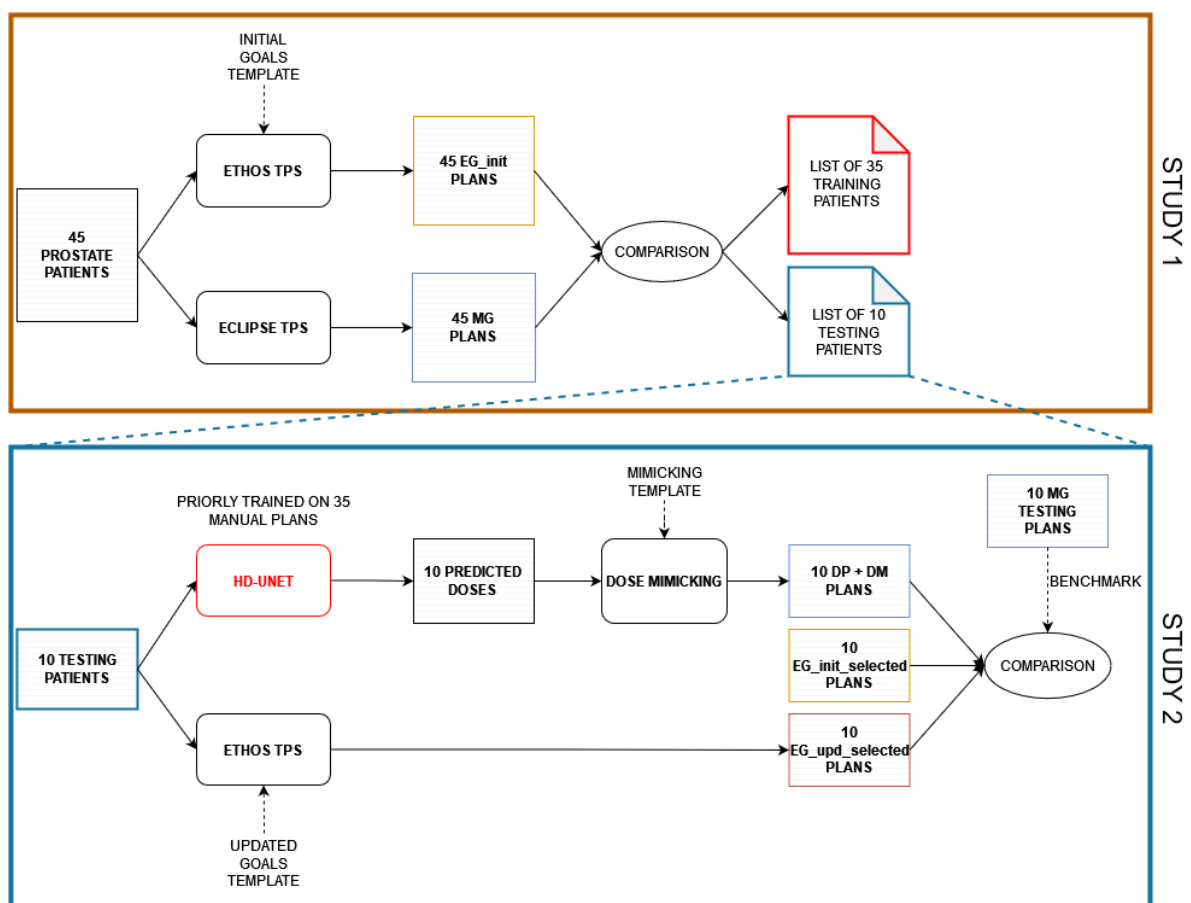 INITIAL
GOALS
TEMPLATE
ETHOS TPS
45 EG_init
PLANS
LIST OF 35
TRAINING
PATIENTS
45
PROSTATE
PATIENTS
COMPARISON
ECLIPSE TPS
45 MG
PLANS
LIST OF 10
TESTING
PATIENTS
STUDY 1
PRIORLY TRAINED ON 35
MANUAL PLANS
MIMICKING
TEMPLATE
10 MG
TESTING
PLANS
HD-UNET
10 PREDICTED
DOSES
DOSE MIMICKING
10 DP + DM
PLANS
BENCHMARK
10 TESTING
PATIENTS
10
EG_init_selected
PLANS
COMPARISON
ETHOS TPS
10
EG_upd_selected
PLANS
UPDATED
GOALS
TEMPLATE
STUDY 2